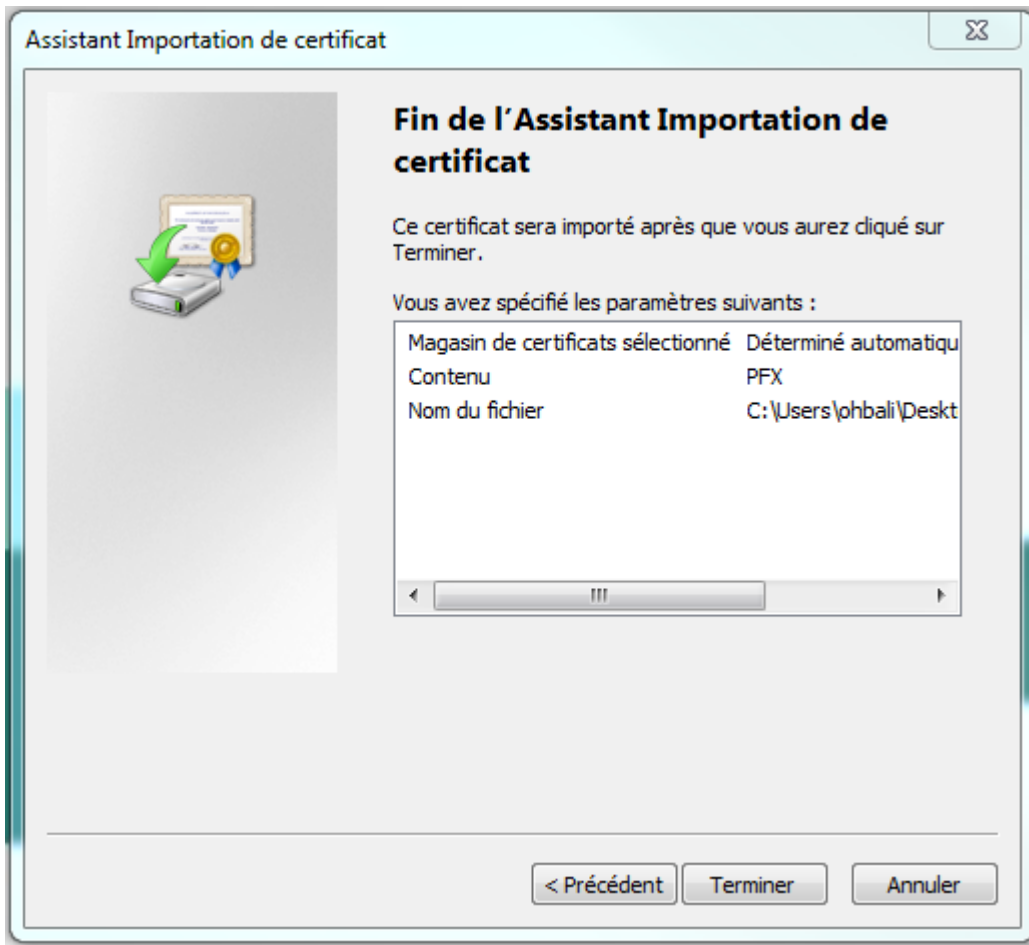 Assistant Importation de certificat
Fin de l'Assistant Importation de
certificat
Ce certificat sera importé après que vous aurez cliqué sur
Terminer.
Vous avez spécifié les paramètres suivants :
Magasin de certificats sélectionné Déterminé automatiqu
Contenu PFX
Nom du fichier C:\Users\ohbali\Deskt
< Précédent Terminer Annuler